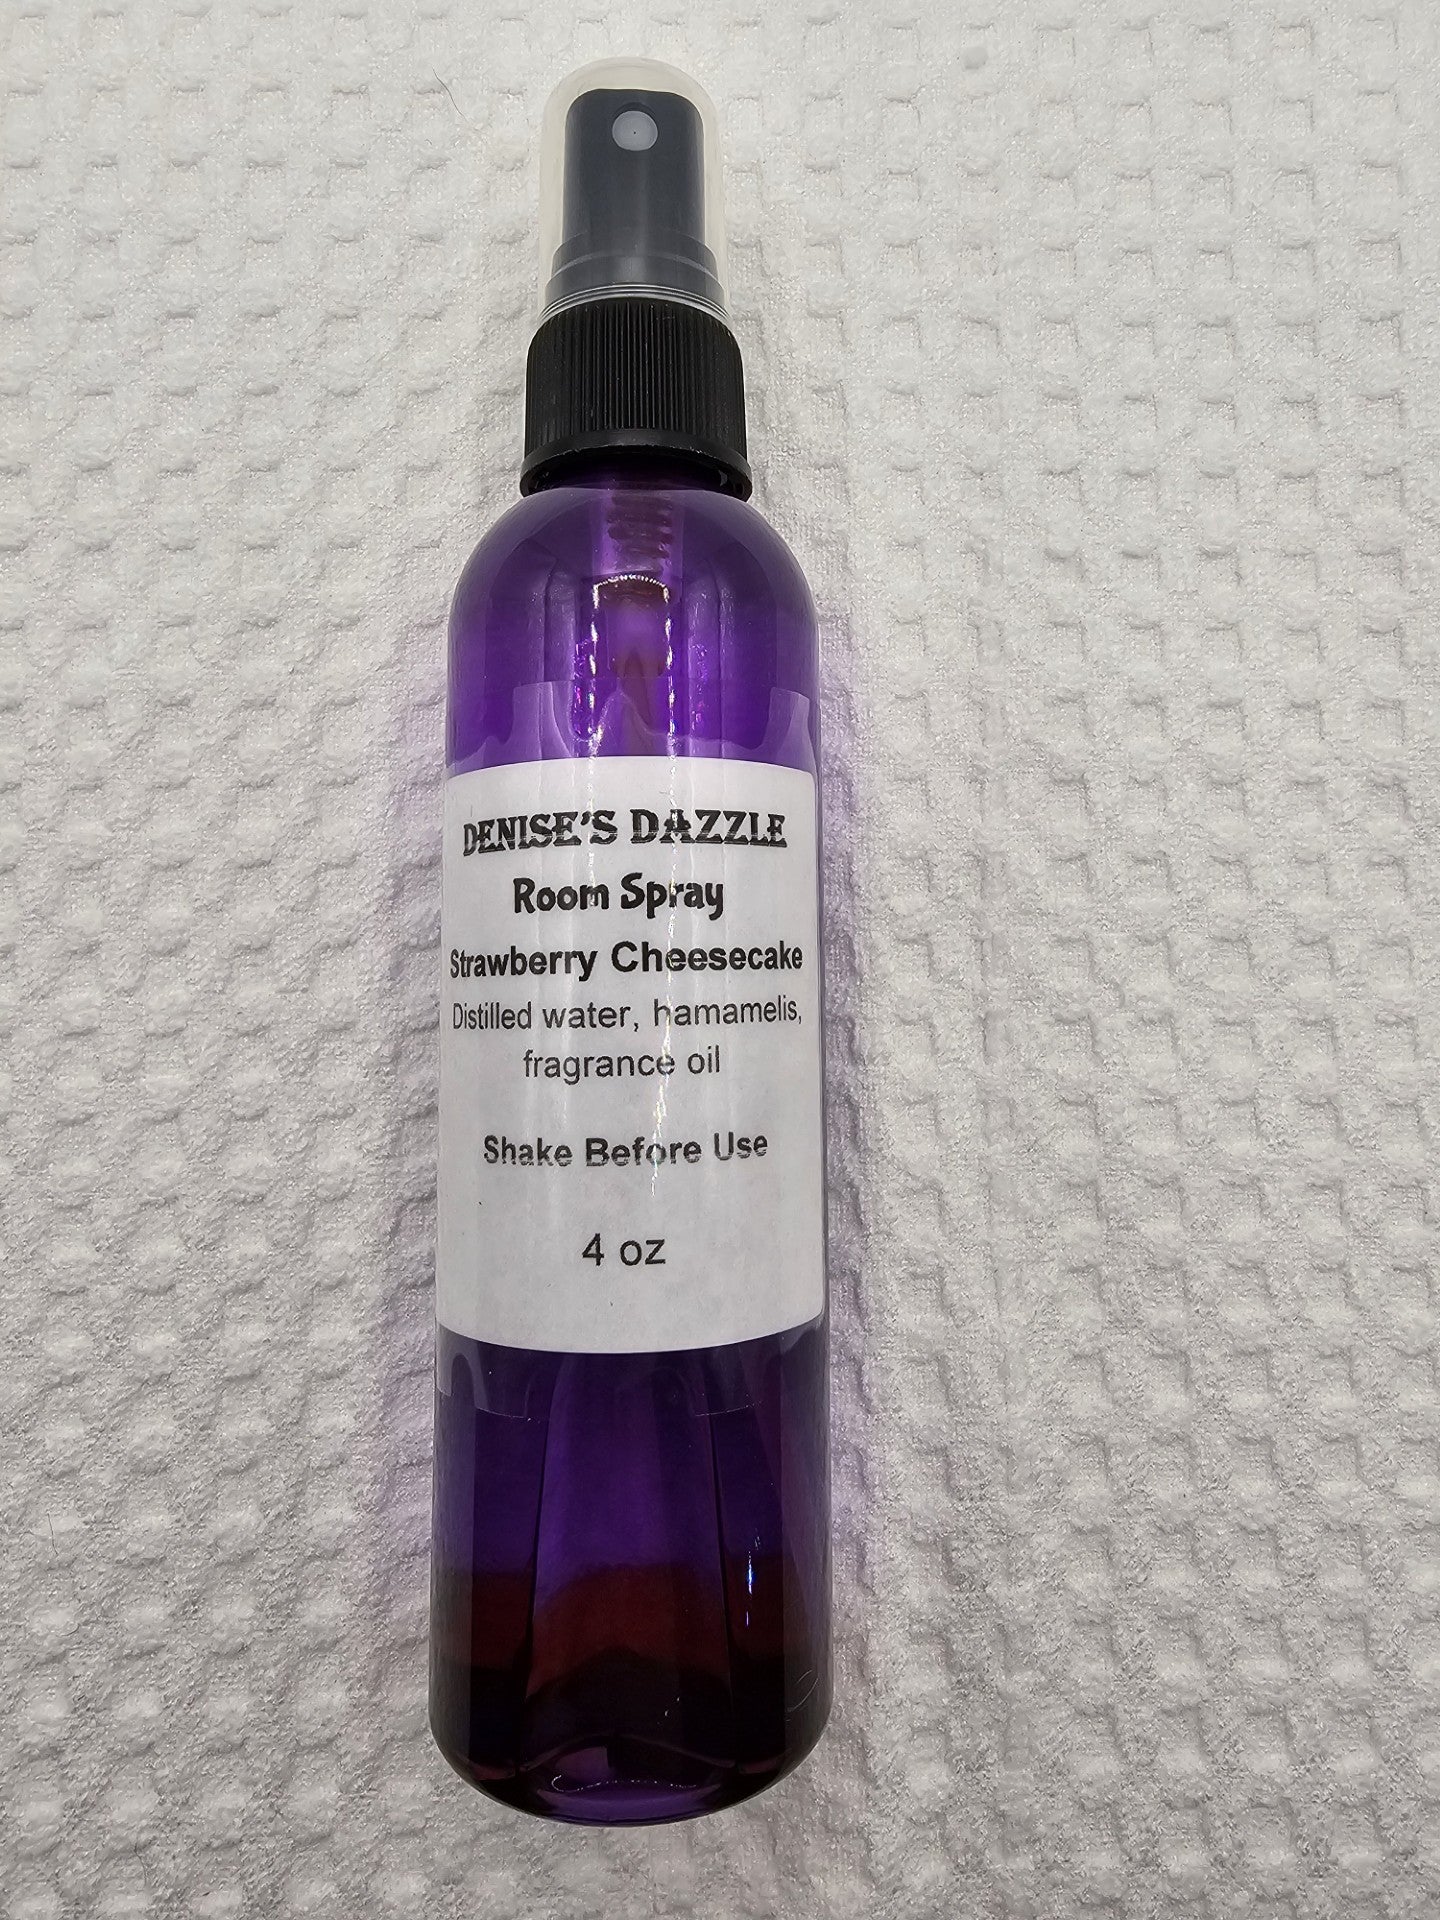 DENISE'S DAZZLE
Room Spray
Strawberry Cheesecake
Distilled water, hamamelis,
fragrance oil
Shake Before Use
4 oz